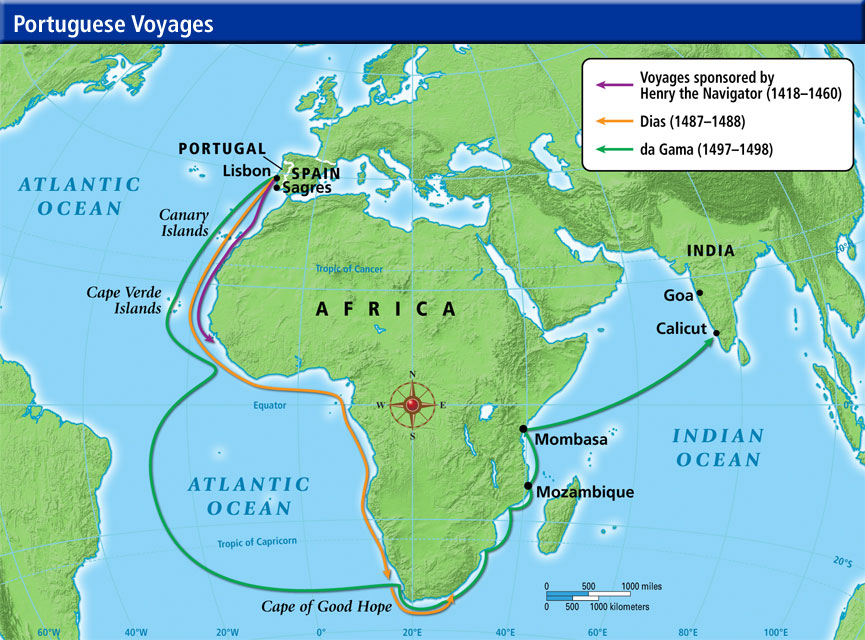 Portuguese Voyages
Voyages sponsored by
Henry the Navigator (1418–1460)
Dias (1487–1488)
da Gama (1497–1498)
PORTUGAL
Lisbon
SPAIN
Sagres
ATLANTIC
OCEAN
Canary
Islands
INDIA
20°
Tropic of Cancer
Cape Verde
Islands
AFRICA
Goa
Calicut
N
W
E
S
Equator
0°
Mombasa
INDIAN
OCEAN
Mozambique
ATLANTIC
OCEAN
Tropic of Capricorn
20°S
Cape of Good Hope
0 500 1000 miles
0 500 1000 kilometers
60°W 40°W 20°W 0° 20°E 40°E 60°E 80°E 100°E